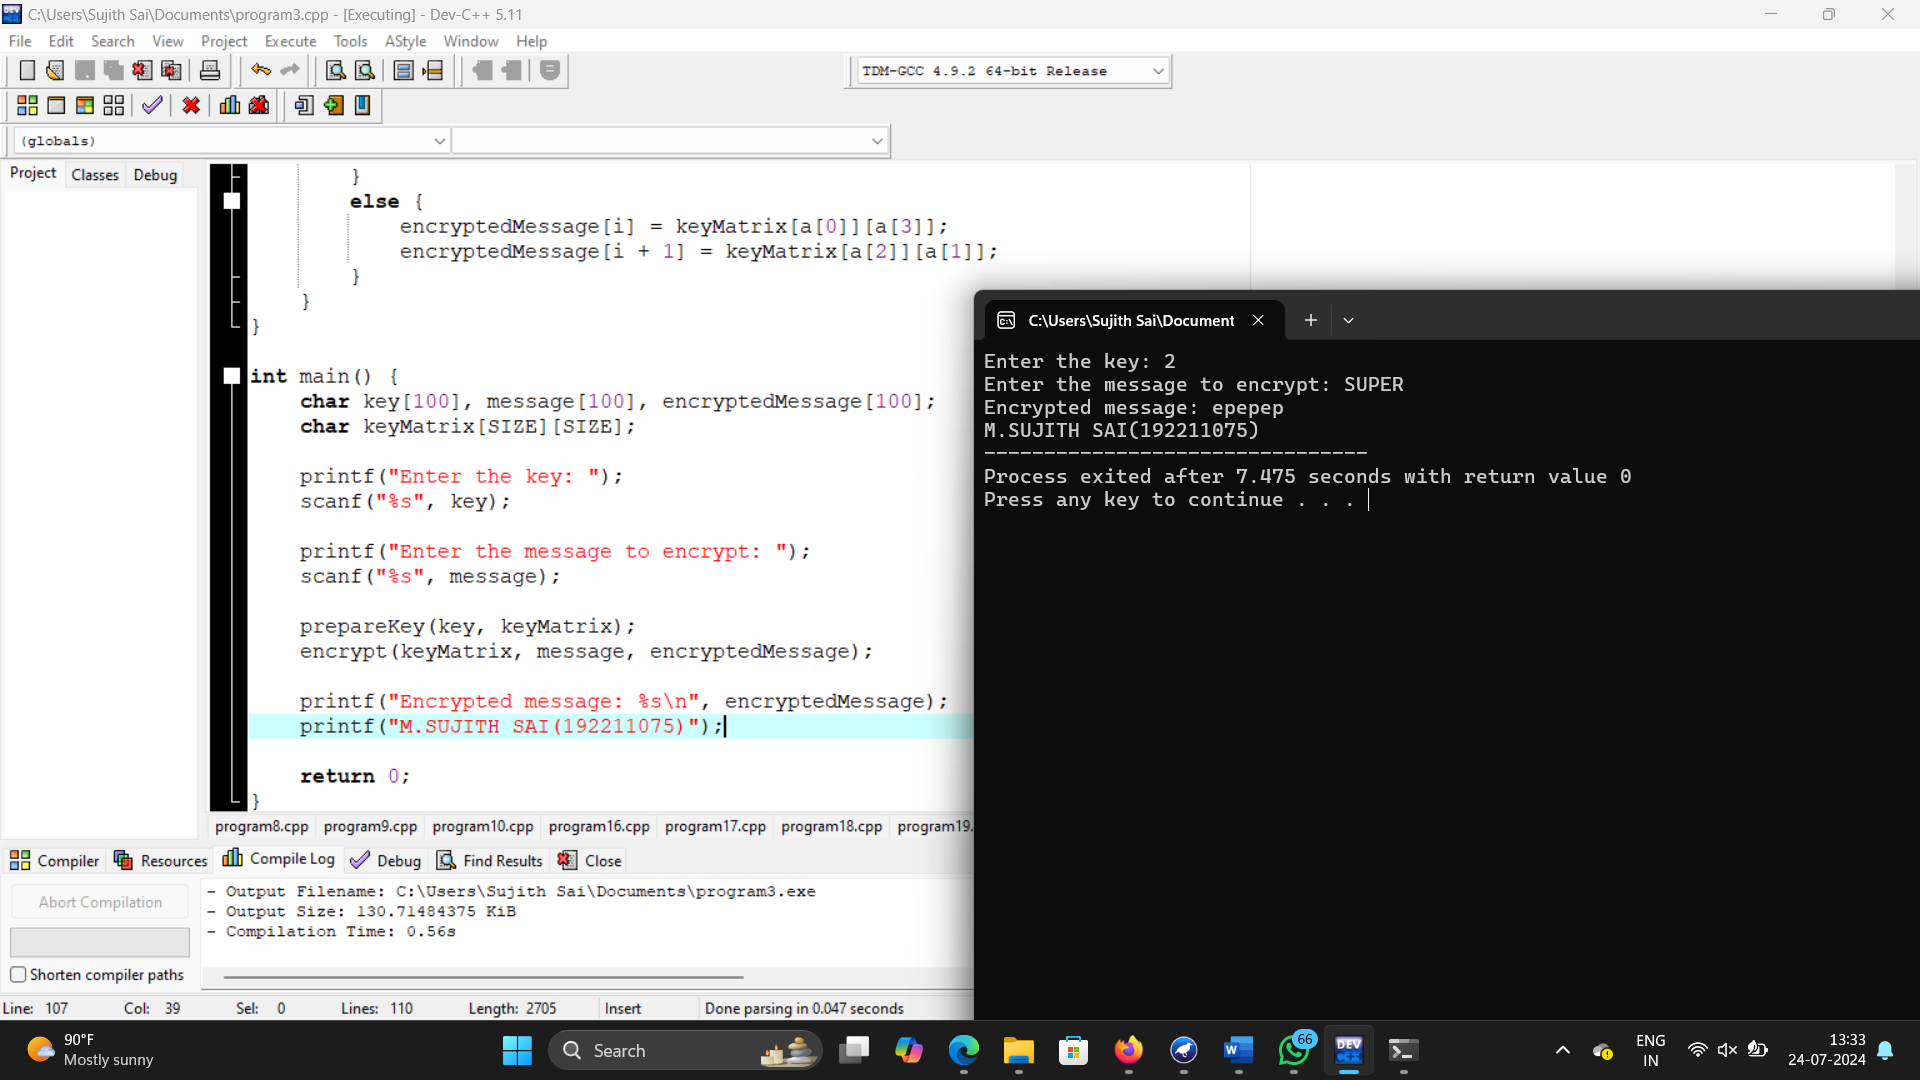 C:\Users\Sujith Sai\Documents\program3.cpp - [Executing] - Dev-C++ 5.11
File Edit Search View Project Execute Tools AStyle Window Help
TDM-GCC 4.9.2 64-bit Release
(globals)
Project Classes Debug
}
else {
encryptedMessage[i] = keyMatrix[a[0]][a[3]];
encryptedMessage[i + 1] = keyMatrix[a[2]][a[1]];
}
}
}
int main() {
char key[100], message[100], encryptedMessage[100];
char keyMatrix[SIZE][SIZE];
printf("Enter the key: ");
scanf("%s", key);
printf("Enter the message to encrypt: ");
scanf("%s", message);
prepareKey(key, keyMatrix);
encrypt(keyMatrix, message, encryptedMessage);
printf("Encrypted message: %s\n", encryptedMessage);
printf("M.SUJITH SAI(192211075)");
return 0;
}
C:\Users\Sujith Sai\Document
Enter the key: 2
Enter the message to encrypt: SUPER
Encrypted message: epepep
M.SUJITH SAI(192211075)
--------------------------------
Process exited after 7.475 seconds with return value 0
Press any key to continue . . .
program8.cpp program9.cpp program10.cpp program16.cpp program17.cpp program18.cpp program19.
Compiler Resources Compile Log Debug Find Results Close
Abort Compilation
Shorten compiler paths
- Output Filename: C:\Users\Sujith Sai\Documents\program3.exe
- Output Size: 130.71484375 KiB
- Compilation Time: 0.56s
Line: 107 Col: 39 Sel: 0 Lines: 110 Length: 2705 Insert Done parsing in 0.047 seconds
90°F
Mostly sunny
Search
66
DEV
C++
ENG
IN
13:33
24-07-2024